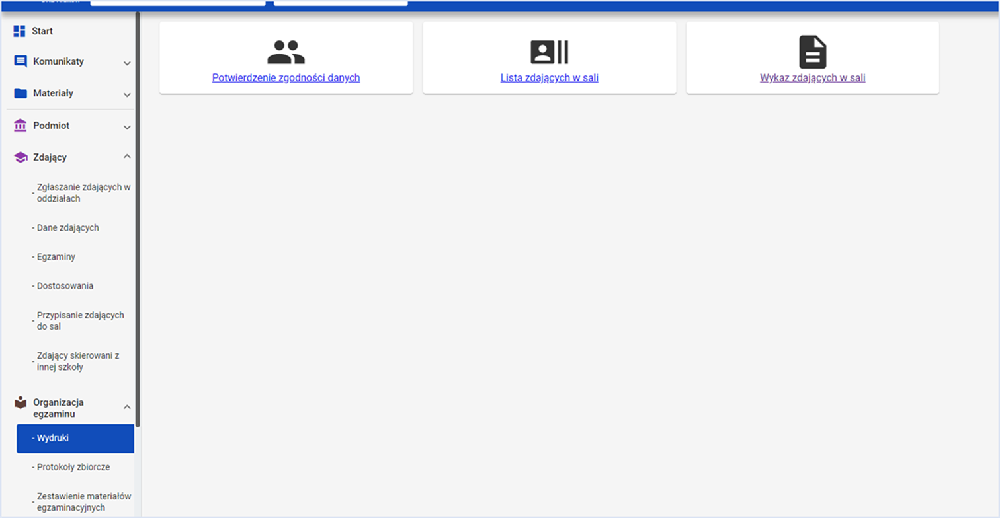 Start
Komunikaty
Materiały
Podmiot
Zdający
- Zgłaszanie zdających w
oddziałach
- Dane zdających
- Egzaminy
- Dostosowania
- Przypisanie zdających
do sal
- Zdający skierowani z
innej szkoły
Organizacja
egzaminu
- Wydruki
- Protokoły zbiorcze
- Zestawienie materiałów
egzaminacyjnych
Potwierdzenie zgodności danych
Lista zdających w sali
Wykaz zdających w sali